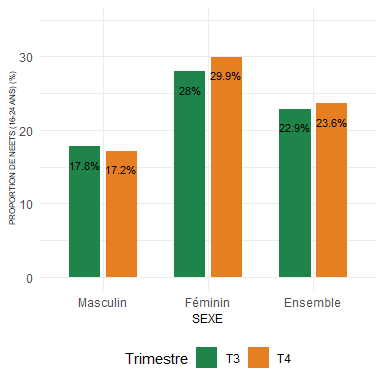 PROPORTION DE NEETS (16-24 ANS) (%)
30
20
10
0
17.8%
17.2%
28%
29.9%
22.9%
23.6%
Masculin
Féminin
Ensemble
SEXE
Trimestre T3 T4